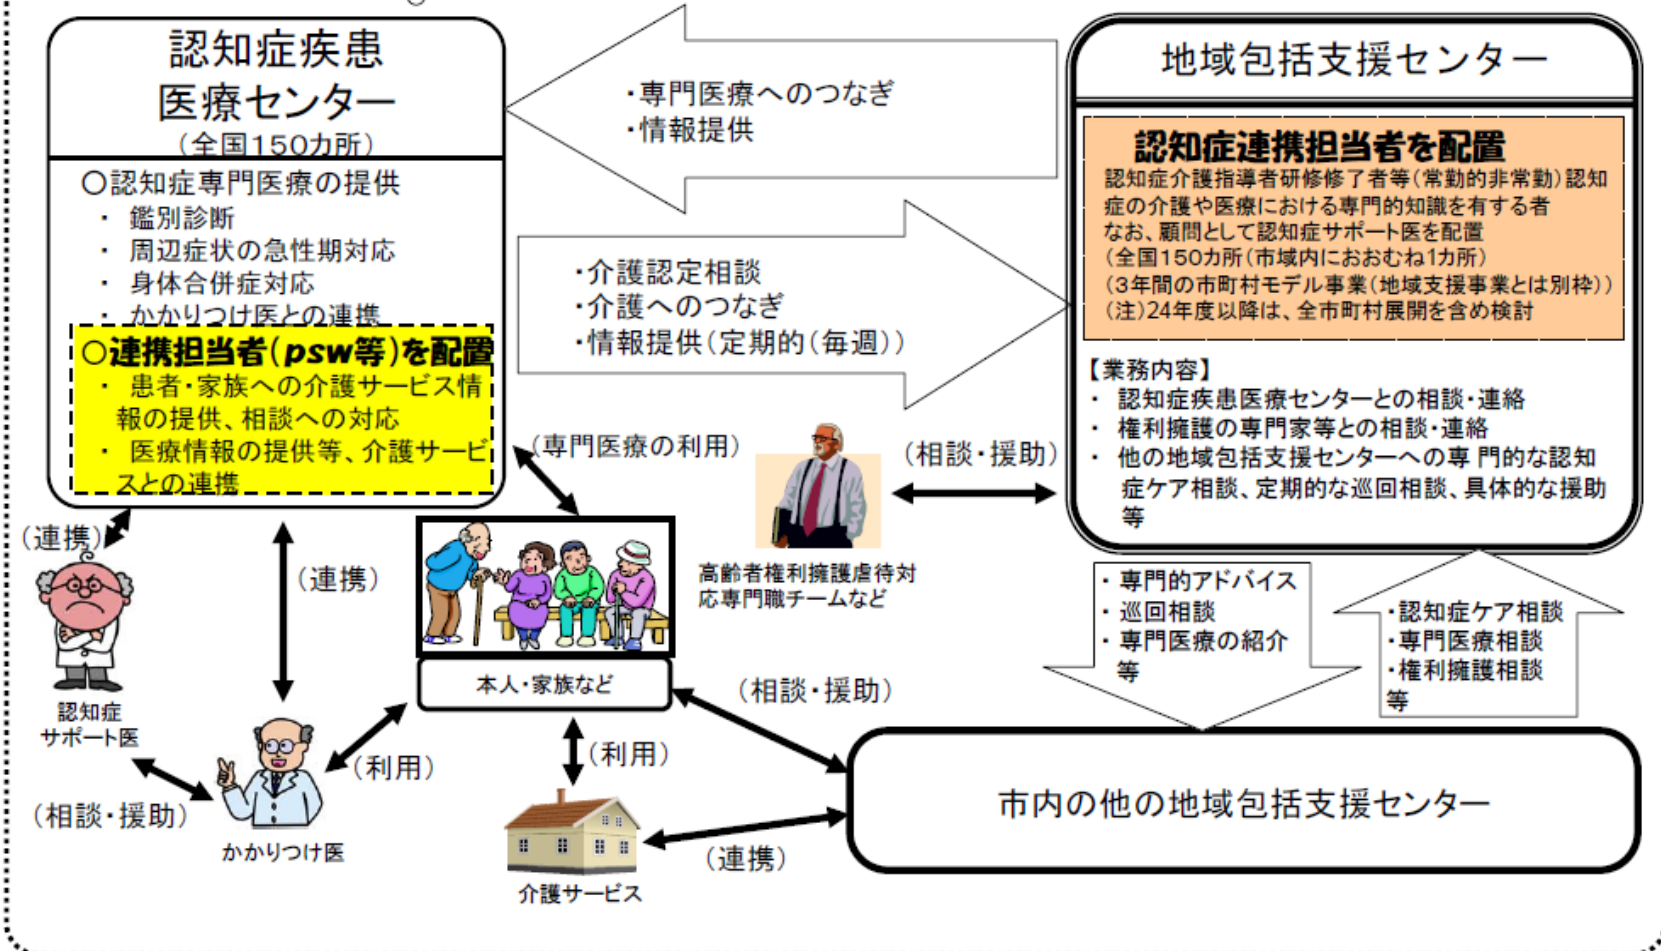 認知症疾患
医療センター
（全国150カ所）
○認知症専門医療の提供
・ 鑑別診断
・ 周辺症状の急性期対応
・ 身体合併症対応
・ かかりつけ医との連携
○連携担当者（psw等）を配置
・ 患者・家族への介護サービス情
報の提供、相談への対応
・ 医療情報の提供等、介護サービ
スとの連携
・専門医療へのつなぎ
・情報提供
・介護認定相談
・介護へのつなぎ
・情報提供（定期的（毎週））
地域包括支援センター
認知症連携担当者を配置
認知症介護指導者研修修了者等（常勤的非常勤）認知
症の介護や医療における専門的知識を有する者
なお、顧問として認知症サポート医を配置
（全国150カ所（市域内におおむね1カ所）
（3年間の市町村モデル事業（地域支援事業とは別枠））
（注）24年度以降は、全市町村展開を含め検討
【業務内容】
・ 認知症疾患医療センターとの相談・連絡
・ 権利擁護の専門家等との相談・連絡
・ 他の地域包括支援センターへの専 門的な認知
症ケア相談、定期的な巡回相談、具体的な援助
等
（専門医療の利用）
（相談・援助）
（連携）
（連携）
高齢者権利擁護虐待対
応専門職チームなど
・ 専門的アドバイス
・ 巡回相談
・ 専門医療の紹介
等
・認知症ケア相談
・専門医療相談
・権利擁護相談
等
本人・家族など
（相談・援助）
認知症
サポート医
（利用）
（利用）
（相談・援助）
かかりつけ医
市内の他の地域包括支援センター
（連携）
介護サービス